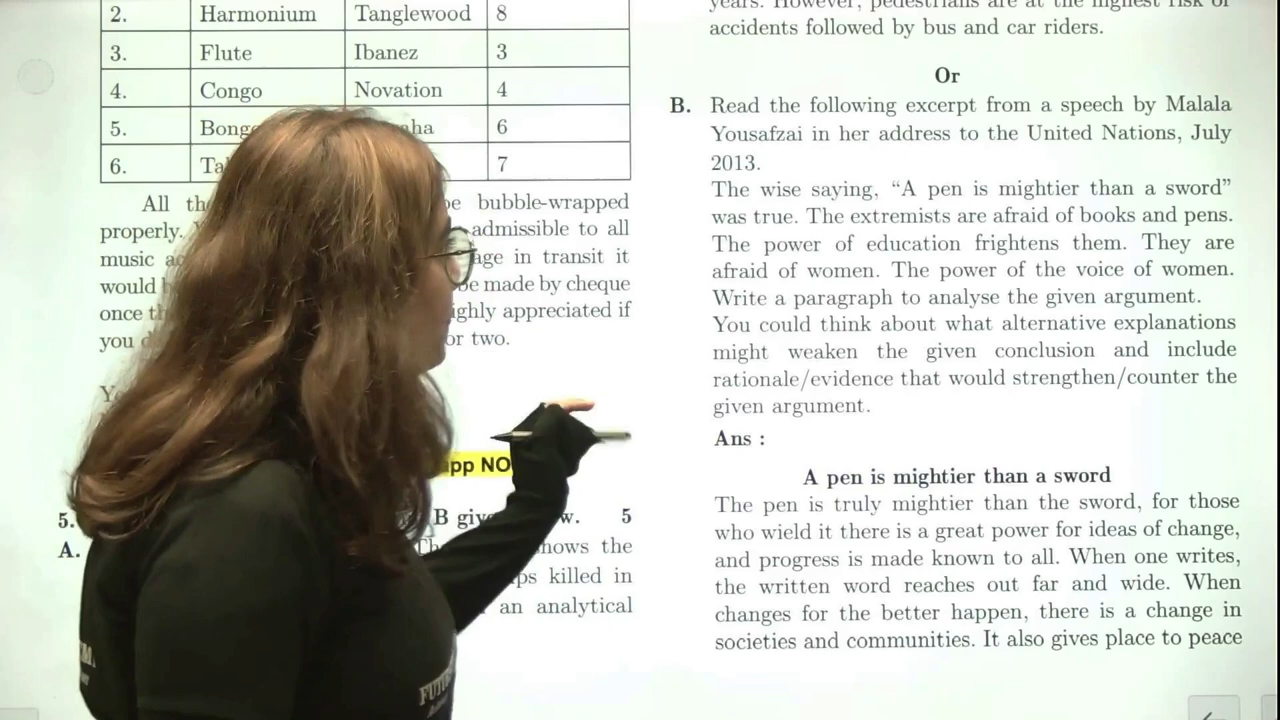 2. Harmonium Tanglewood 8
3. Flute Ibanez 3
4. Congo Novation 4
5. 6
6. 7
All be bubble-wrapped
properly. admissible to all
music in transit it
would be made by cheque
once appreciated if
you or two.
NO
5. B 5
A. the
killed in
an analytical
years. However, pedestrians are at the highest risk of
accidents followed by bus and car riders.
Or
B. Read the following excerpt from a speech by Malala
Yousafzai in her address to the United Nations, July
2013.
The wise saying, “A pen is mightier than a sword”
was true. The extremists are afraid of books and pens.
The power of education frightens them. They are
afraid of women. The power of the voice of women.
Write a paragraph to analyse the given argument.
You could think about what alternative explanations
might weaken the given conclusion and include
rationale/evidence that would strengthen/counter the
given argument.
Ans :
A pen is mightier than a sword
The pen is truly mightier than the sword, for those
who wield it there is a great power for ideas of change,
and progress is made known to all. When one writes,
the written word reaches out far and wide. When
changes for the better happen, there is a change in
societies and communities. It also gives place to peace